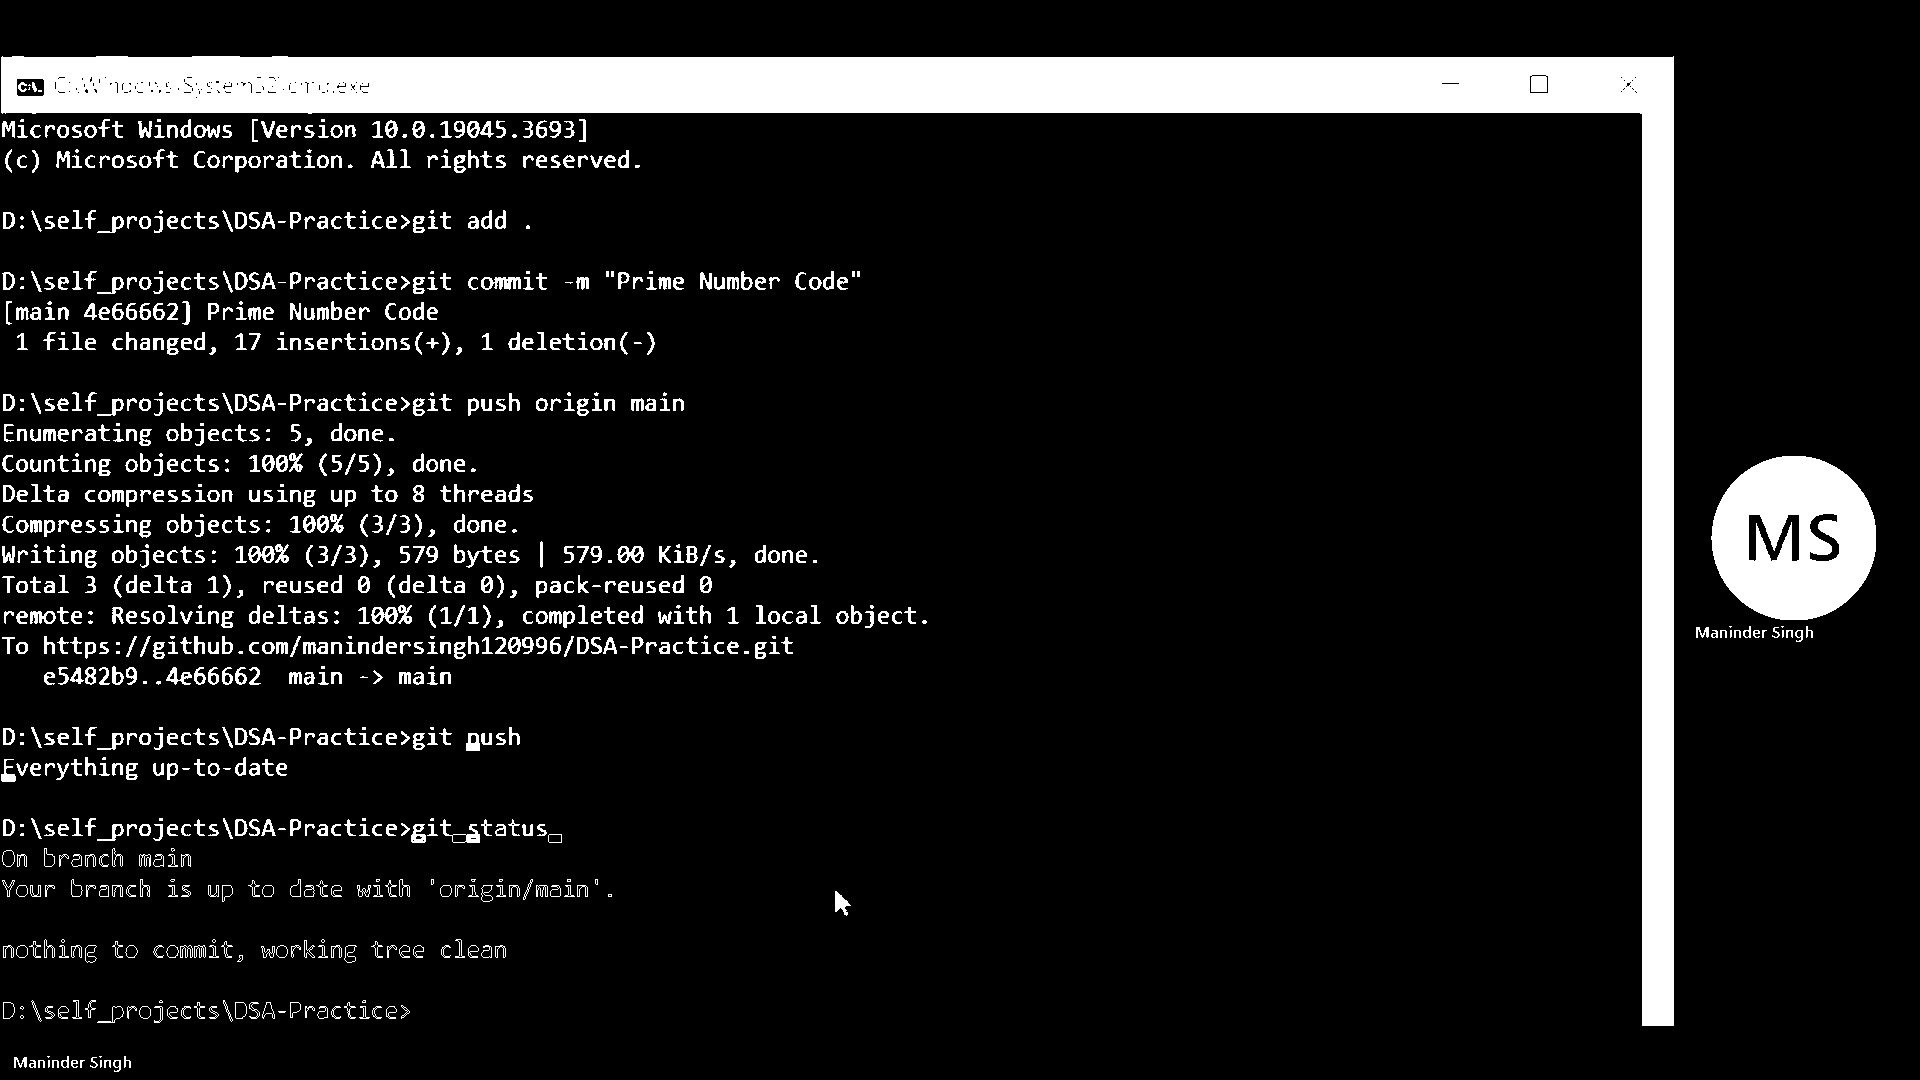 C:\Windows\System32\cmd.exe
Microsoft Windows [Version 10.0.19045.3693]
(c) Microsoft Corporation. All rights reserved.
D:\self_projects\DSA-Practice>git add .
D:\self_projects\DSA-Practice>git commit -m "Prime Number Code"
[main 4e66662] Prime Number Code
 1 file changed, 17 insertions(+), 1 deletion(-)
D:\self_projects\DSA-Practice>git push origin main
Enumerating objects: 5, done.
Counting objects: 100% (5/5), done.
Delta compression using up to 8 threads
Compressing objects: 100% (3/3), done.
Writing objects: 100% (3/3), 579 bytes | 579.00 KiB/s, done.
Total 3 (delta 1), reused 0 (delta 0), pack-reused 0
remote: Resolving deltas: 100% (1/1), completed with 1 local object.
To https://github.com/manindersingh120996/DSA-Practice.git
   e5482b9..4e66662  main -> main
D:\self_projects\DSA-Practice>git push
Everything up-to-date
D:\self_projects\DSA-Practice>git status
On branch main
Your branch is up to date with 'origin/main'.
nothing to commit, working tree clean
D:\self_projects\DSA-Practice>
MS
Maninder Singh
Maninder Singh